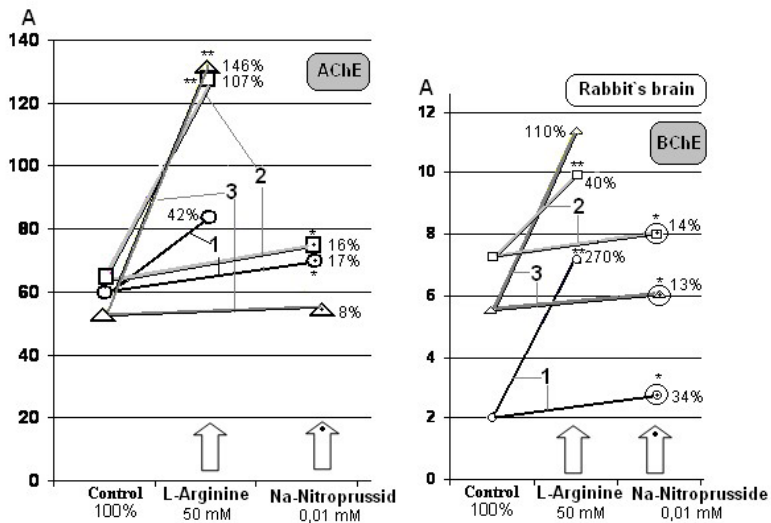 A
140
120
100
80
60
40
20
0
AChE
**
146%
**
107%
3
2
42%
1
*
16%
17%
*
8%
Control
100%
L-Arginine
50 mM
Na-Nitroprussid
0,01 mM
Rabbit`s brain
A
12
10
8
6
4
2
0
BChE
110%
**
40%
2
*
14%
**
270%
3
*
13%
1
*
34%
Control
100%
L-Arginine
50 mM
Na-Nitroprusside
0,01 mM